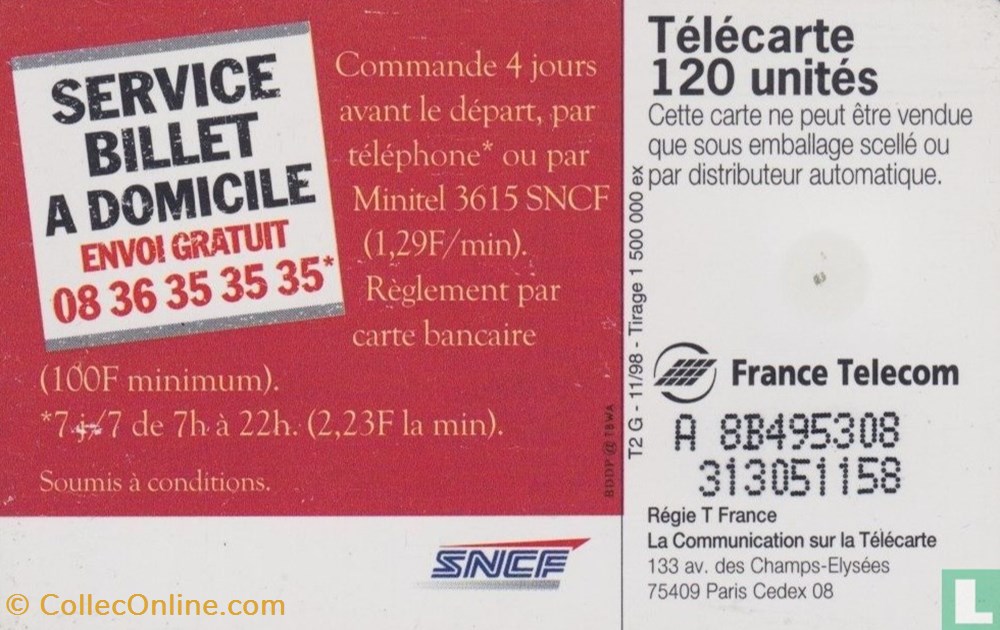 SERVICE
BILLET
A DOMICILE
ENVOI GRATUIT
08 36 35 35 35*
Commande 4 jours
avant le départ, par
téléphone* ou par
Minitel 3615 SNCF
(1,29F/min).
Règlement par
carte bancaire
(100F minimum).
*7 j/7 de 7h à 22h. (2,23F la min).
Soumis à conditions.
BDDP @ TBWA
SNCF
T2 G - 11/98 - Tirage 1 500 000 ex
Télécarte
120 unités
Cette carte ne peut être vendue
que sous emballage scellé ou
par distributeur automatique.
France Telecom
A 8B495308
313051158
Régie T France
La Communication sur la Télécarte
133 av. des Champs-Elysées
75409 Paris Cedex 08
© CollecOnline.com
L